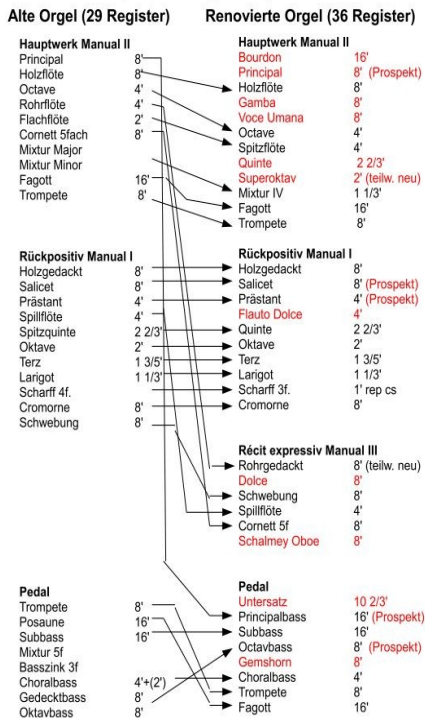 Alte Orgel (29 Register)
Hauptwerk Manual II
Principal 8'
Holzflöte 8'
Octave 4'
Rohrflöte 4'
Flachflöte 2'
Cornett 5fach 8'
Mixtur Major
Mixtur Minor
Fagott 16'
Trompete 8'
Rückpositiv Manual I
Holzgedackt 8'
Salicet 8'
Prästant 4'
Spillflöte 4'
Spitzquinte 2 2/3'
Oktave 2'
Terz 1 3/5'
Larigot 1 1/3'
Scharff 4f.
Cromorne 8'
Schwebung 8'
Pedal
Trompete 8'
Posaune 16'
Subbass 16'
Mixtur 5f
Basszink 3f
Choralbass 4'+(2')
Gedecktbass 8'
Oktavbass 8'
Renovierte Orgel (36 Register)
Hauptwerk Manual II
Bourdon 16'
Principal 8' (Prospekt)
Holzflöte 8'
Gamba 8'
Voce Umana 8'
Octave 4'
Spitzflöte 4'
Quinte 2 2/3'
Superoktav 2' (teilw. neu)
Mixtur IV 1 1/3'
Fagott 16'
Trompete 8'
Rückpositiv Manual I
Holzgedackt 8'
Salicet 8' (Prospekt)
Prästant 4' (Prospekt)
Flauto Dolce 4'
Quinte 2 2/3'
Oktave 2'
Terz 1 3/5'
Larigot 1 1/3'
Scharff 3f. 1' rep cs
Cromorne 8'
Récit expressiv Manual III
Rohrgedackt 8' (teilw. neu)
Dolce 8'
Schwebung 8'
Spillflöte 4'
Cornett 5f 8'
Schalmey Oboe 8'
Pedal
Untersatz 10 2/3'
Principalbass 16' (Prospekt)
Subbass 16'
Octavbass 8' (Prospekt)
Gemshorn 8'
Choralbass 4'
Trompete 8'
Fagott 16'